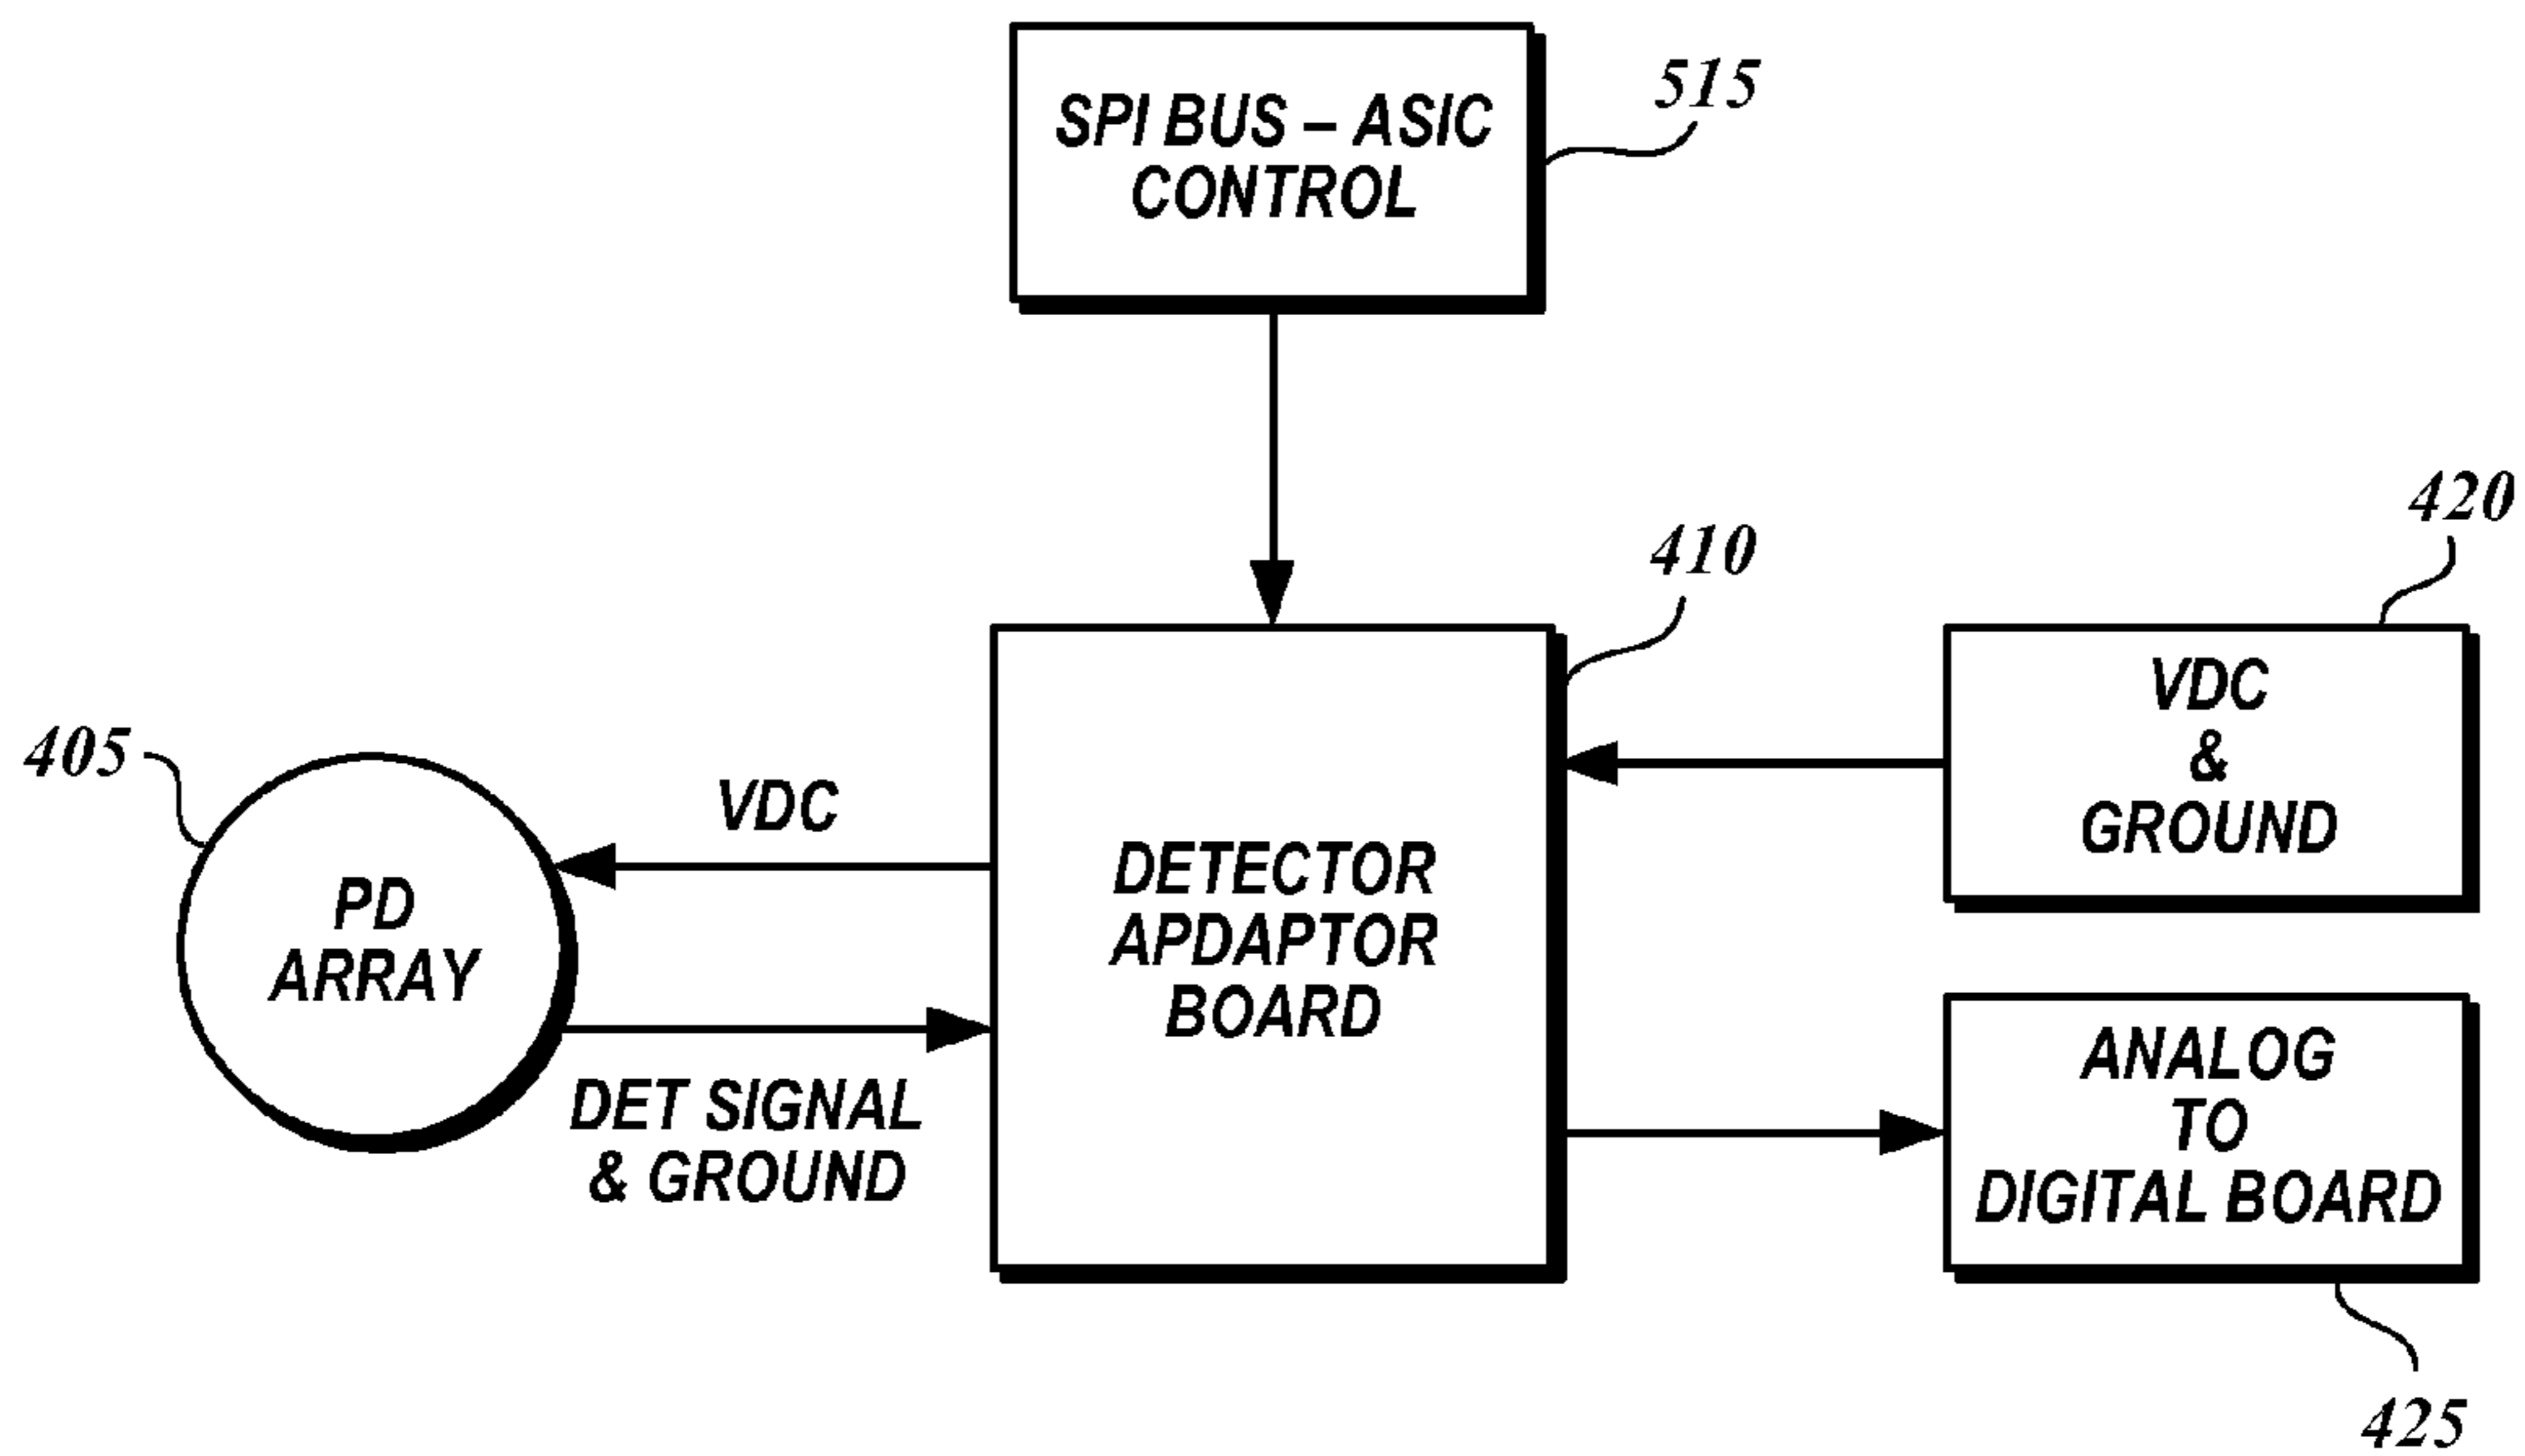 SPI BUS – ASIC
CONTROL
515
410
420
VDC
&
GROUND
405
PD
ARRAY
VDC
DET SIGNAL
& GROUND
DETECTOR
APDAPTOR
BOARD
ANALOG
TO
DIGITAL BOARD
425